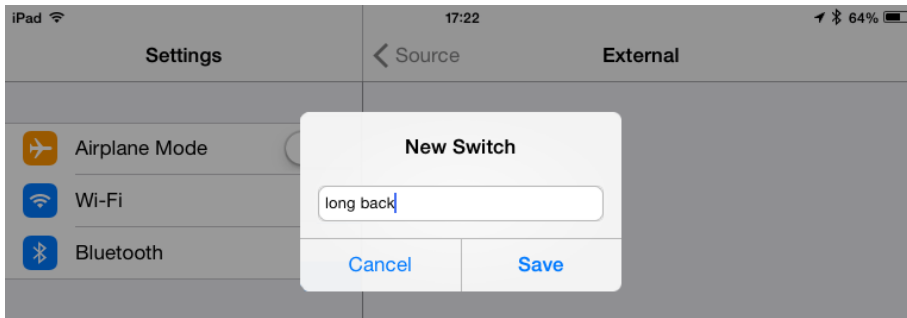 iPad 17:22 64%
Settings
Source
External
New Switch
Airplane Mode
long back
Wi-Fi
Bluetooth
Cancel
Save